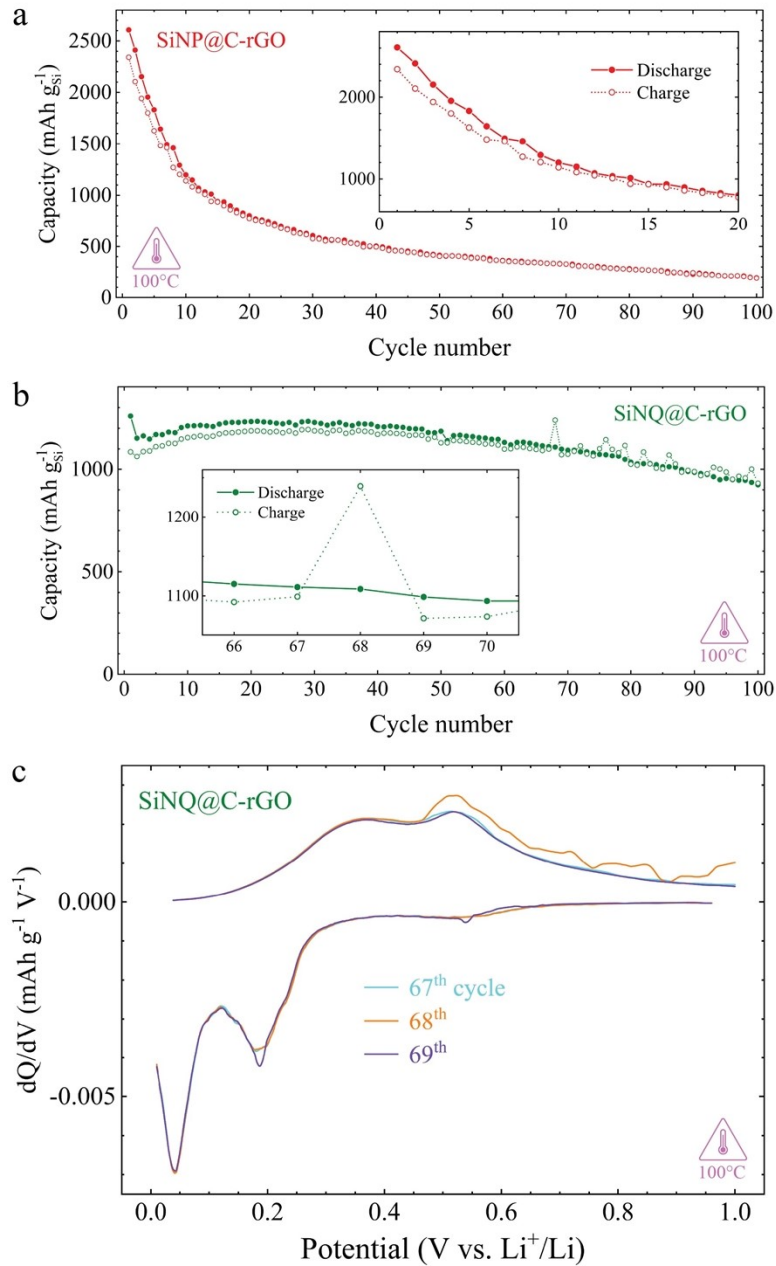 a
SiNP@C-rGO
Discharge
Charge
2000
1000
0 5 10 15 20
2500
2000
1500
1000
500
0
Capacity (mAh g⁻¹Si)
100°C
0 10 20 30 40 50 60 70 80 90 100
Cycle number
b
SiNQ@C-rGO
1000
500
0
Capacity (mAh g⁻¹Si)
Discharge
Charge
1200
1100
66 67 68 69 70
100°C
0 10 20 30 40 50 60 70 80 90 100
Cycle number
c
SiNQ@C-rGO
0.000
-0.005
dQ/dV (mAh g⁻¹ V⁻¹)
67th cycle
68th
69th
100°C
0.0 0.2 0.4 0.6 0.8 1.0
Potential (V vs. Li⁺/Li)